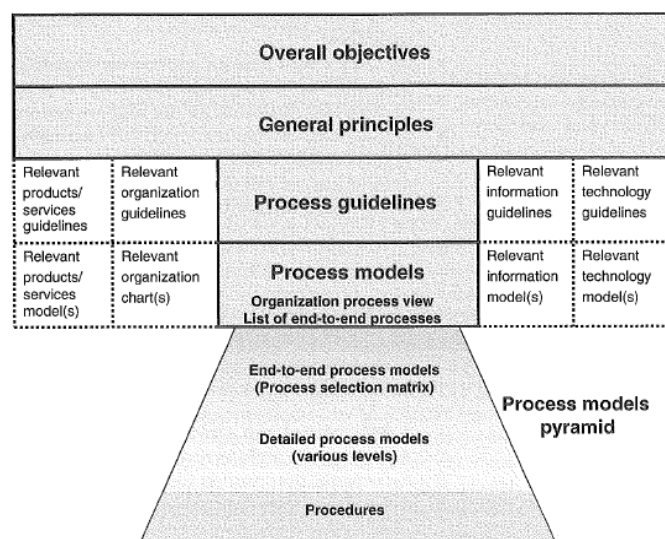 Overall objectives
General principles
Relevant
products/
services
guidelines
Relevant
organization
guidelines
Process guidelines
Relevant
information
guidelines
Relevant
technology
guidelines
Relevant
products/
services
model(s)
Relevant
organization
chart(s)
Process models
Organization process view
List of end-to-end processes
Relevant
information
model(s)
Relevant
technology
model(s)
End-to-end process models
(Process selection matrix)
Process models
pyramid
Detailed process models
(various levels)
Procedures